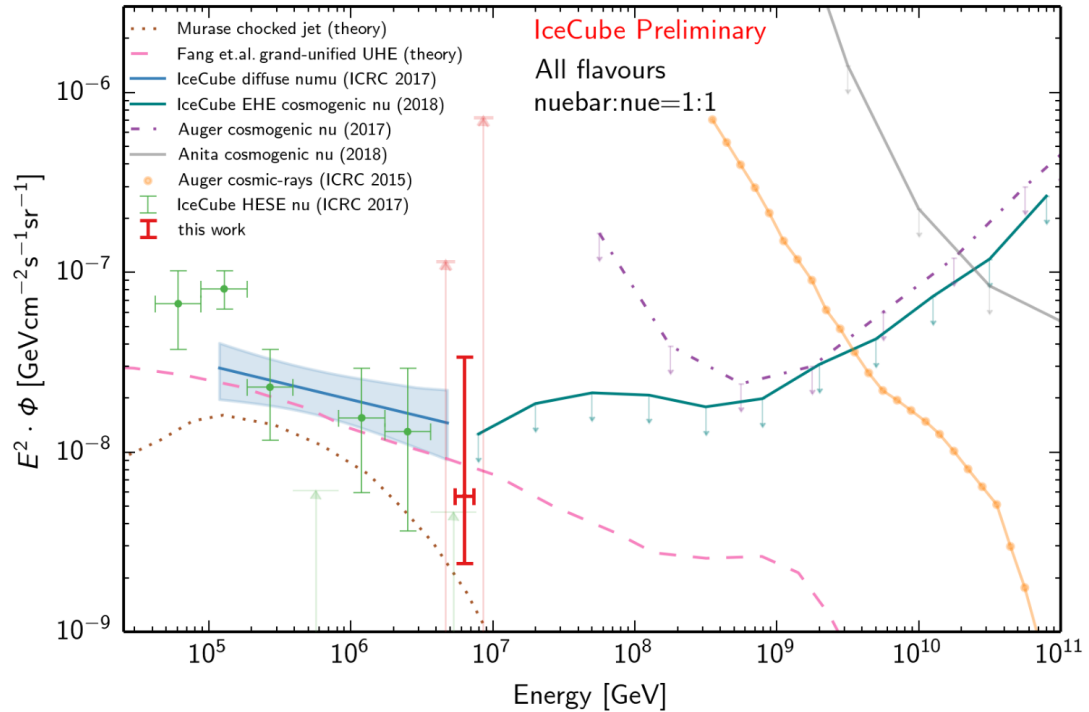 Murase chocked jet (theory)
Fang et.al. grand-unified UHE (theory)
IceCube diffuse numu (ICRC 2017)
IceCube EHE cosmogenic nu (2018)
Auger cosmogenic nu (2017)
Anita cosmogenic nu (2018)
Auger cosmic-rays (ICRC 2015)
IceCube HESE nu (ICRC 2017)
this work
IceCube Preliminary
All flavours
nuebar:nue=1:1
E² · Φ [GeVcm⁻²s⁻¹sr⁻¹]
10⁻⁶
10⁻⁷
10⁻⁸
10⁻⁹
10⁵ 10⁶ 10⁷ 10⁸ 10⁹ 10¹⁰ 10¹¹
Energy [GeV]